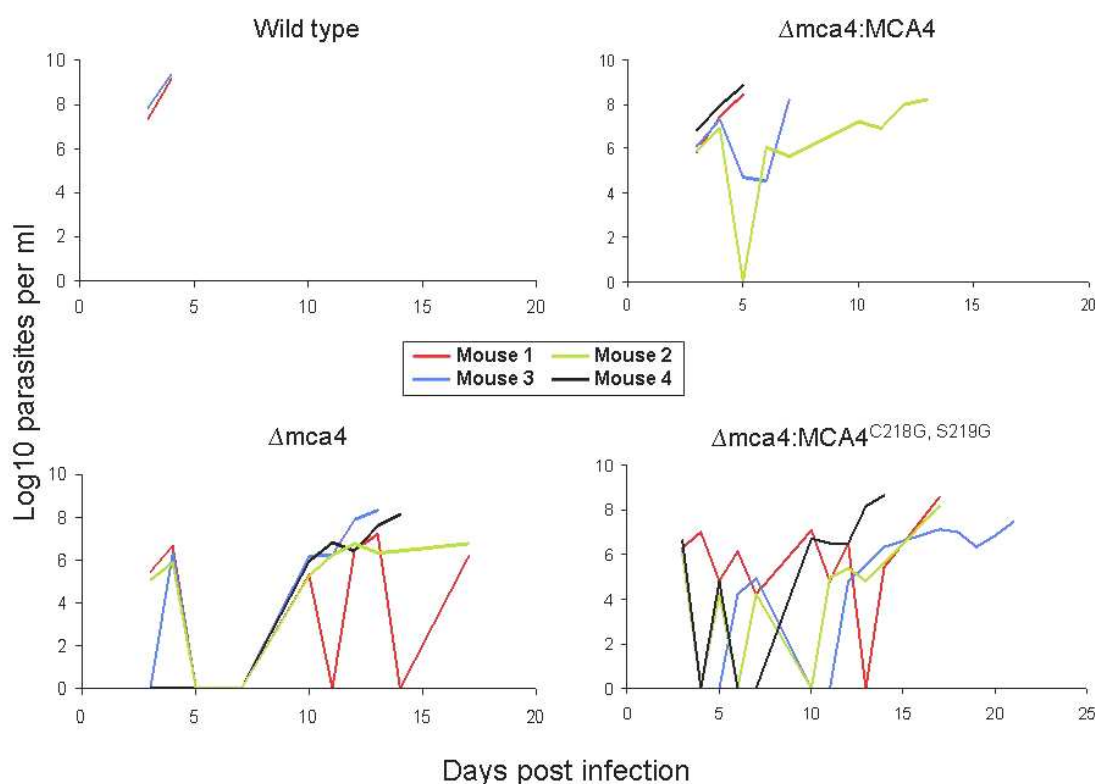 Wild type
Δmca4:MCA4
10
8
6
4
2
0
0 5 10 15 20
10
8
6
4
2
0
0 5 10 15 20
Log10 parasites per ml
Mouse 1 Mouse 2
Mouse 3 Mouse 4
Δmca4
Δmca4:MCA4C218G, S219G
10
8
6
4
2
0
0 5 10 15 20
10
8
6
4
2
0
0 5 10 15 20 25
Days post infection